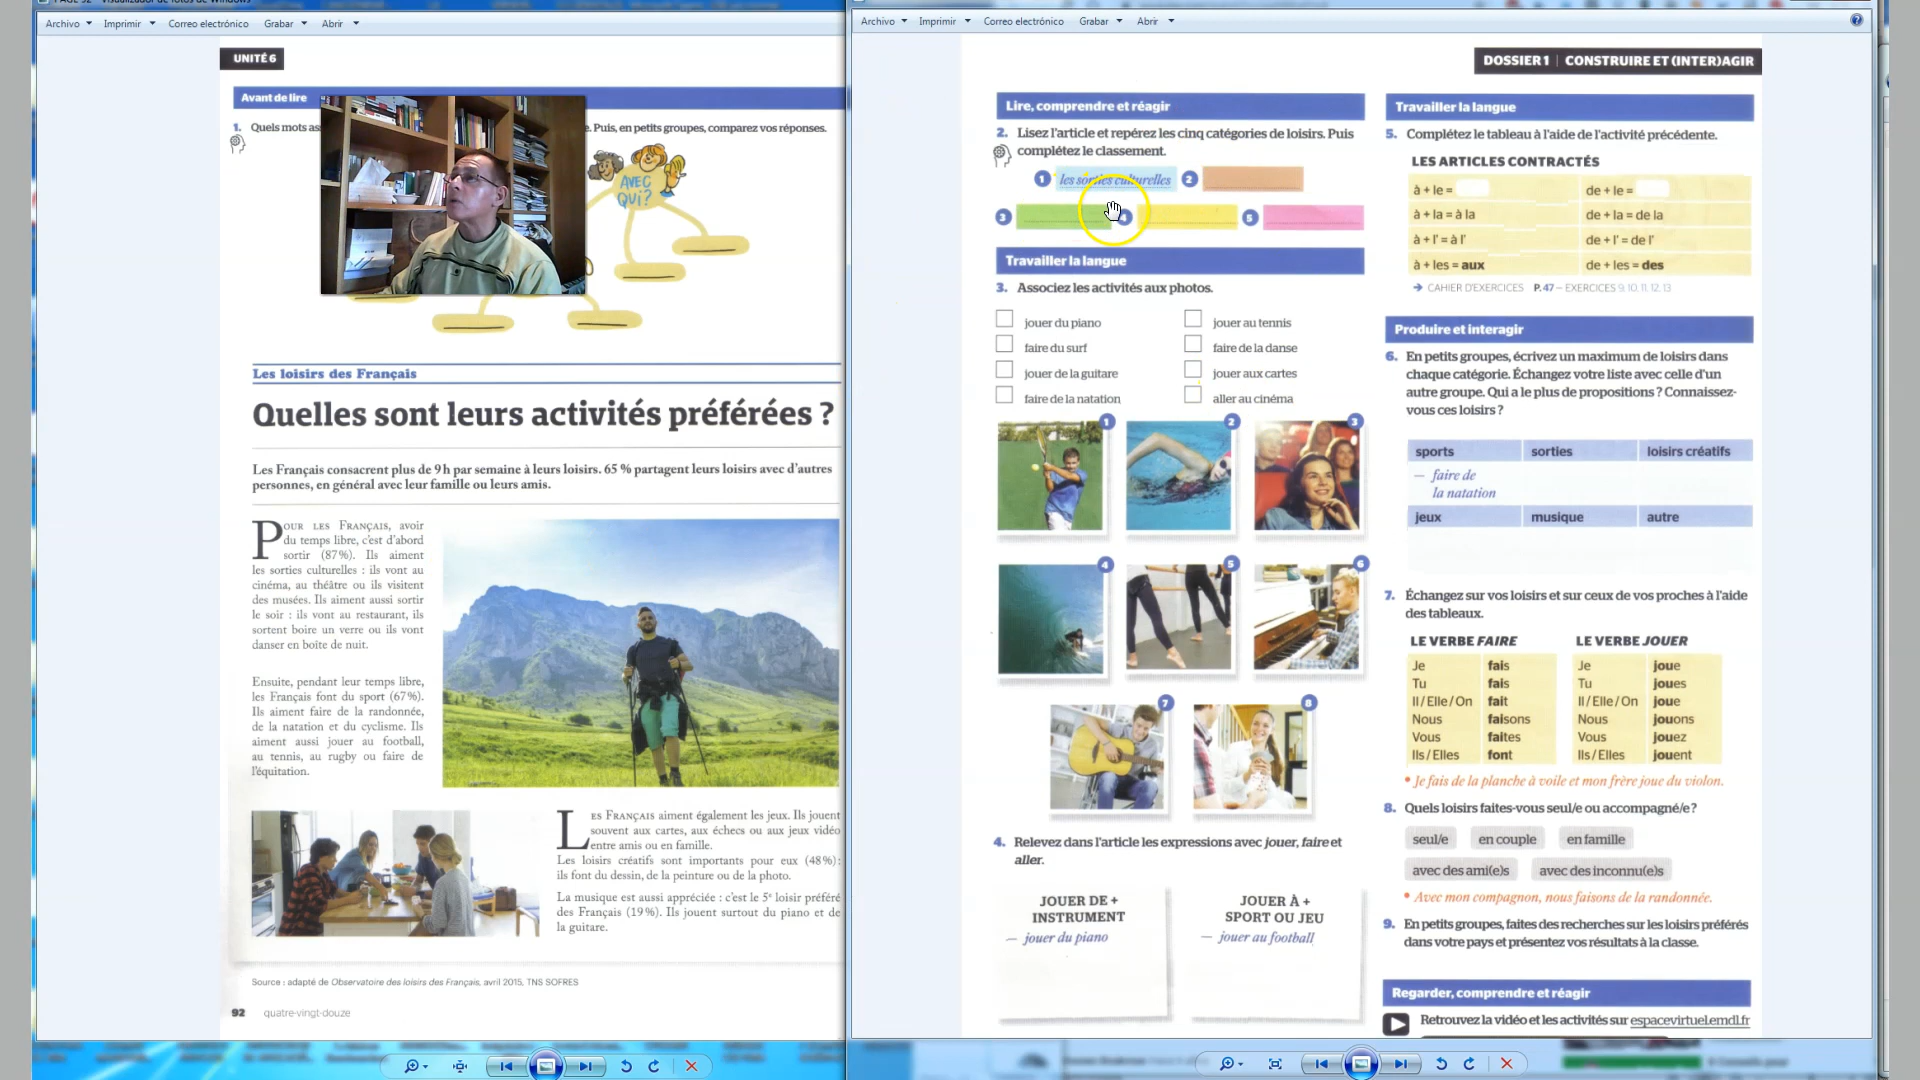 Archivo Imprimir Correo electrónico Grabar Abrir
UNITÉ 6
Avant de lire
1. Quels mots as
e. Puis, en petits groupes, comparez vos réponses.
AVEC
QUI?
Les loisirs des Français
Quelles sont leurs activités préférées ?
Les Français consacrent plus de 9 h par semaine à leurs loisirs. 65 % partagent leurs loisirs avec d'autres
personnes, en général avec leur famille ou leurs amis.
POUR LES FRANÇAIS, avoir
du temps libre, c'est d'abord
sortir (87%). Ils aiment
les sorties culturelles : ils vont au
cinéma, au théâtre ou ils visitent
des musées. Ils aiment aussi sortir
le soir : ils vont au restaurant, ils
sortent boire un verre ou ils vont
danser en boîte de nuit.
Ensuite, pendant leur temps libre,
les Français font du sport (67%).
Ils aiment faire de la randonnée,
de la natation et du cyclisme. Ils
aiment aussi jouer au football,
au tennis, au rugby ou faire de
l'équitation.
LES FRANÇAIS aiment également les jeux. Ils jouent
souvent aux cartes, aux échecs ou aux jeux vidéo
entre amis ou en famille.
Les loisirs créatifs sont importants pour eux (48%) :
ils font du dessin, de la peinture ou de la photo.
La musique est aussi appréciée : c'est le 5e loisir préféré
des Français (19%). Ils jouent surtout du piano et de
la guitare.
Source : adapté de Observatoire des loisirs des Français, avril 2015, TNS SOFRES
92 quatre-vingt-douze
Archivo Imprimir Correo electrónico Grabar Abrir
DOSSIER 1 | CONSTRUIRE ET (INTER)AGIR
Lire, comprendre et réagir
2. Lisez l'article et repérez les cinq catégories de loisirs. Puis
complétez le classement.
1 les sorties culturelles 2
3 4 5
Travailler la langue
3. Associez les activités aux photos.
jouer du piano jouer au tennis
faire du surf faire de la danse
jouer de la guitare jouer aux cartes
faire de la natation aller au cinéma
1 2 3
4 5 6
7 8
4. Relevez dans l'article les expressions avec jouer, faire et
aller.
JOUER DE +
INSTRUMENT
— jouer du piano
JOUER À +
SPORT OU JEU
— jouer au football
Travailler la langue
5. Complétez le tableau à l'aide de l'activité précédente.
LES ARTICLES CONTRACTÉS
à + le = de + le =
à + la = à la de + la = de la
à + l' = à l' de + l' = de l'
à + les = aux de + les = des
→ CAHIER D'EXERCICES P. 47 – EXERCICES 9, 10, 11, 12, 13
Produire et interagir
6. En petits groupes, écrivez un maximum de loisirs dans
chaque catégorie. Échangez votre liste avec celle d'un
autre groupe. Qui a le plus de propositions ? Connaissez-
vous ces loisirs ?
sports sorties loisirs créatifs
— faire de
la natation
jeux musique autre
7. Échangez sur vos loisirs et sur ceux de vos proches à l'aide
des tableaux.
LE VERBE FAIRE LE VERBE JOUER
Je fais Je joue
Tu fais Tu joues
Il / Elle / On fait Il / Elle / On joue
Nous faisons Nous jouons
Vous faites Vous jouez
Ils / Elles font Ils / Elles jouent
• Je fais de la planche à voile et mon frère joue du violon.
8. Quels loisirs faites-vous seul/e ou accompagné/e ?
seul/e en couple en famille
avec des ami(e)s avec des inconnu(e)s
• Avec mon compagnon, nous faisons de la randonnée.
9. En petits groupes, faites des recherches sur les loisirs préférés
dans votre pays et présentez vos résultats à la classe.
Regarder, comprendre et réagir
Retrouvez la vidéo et les activités sur espacevirtuel.emdl.fr